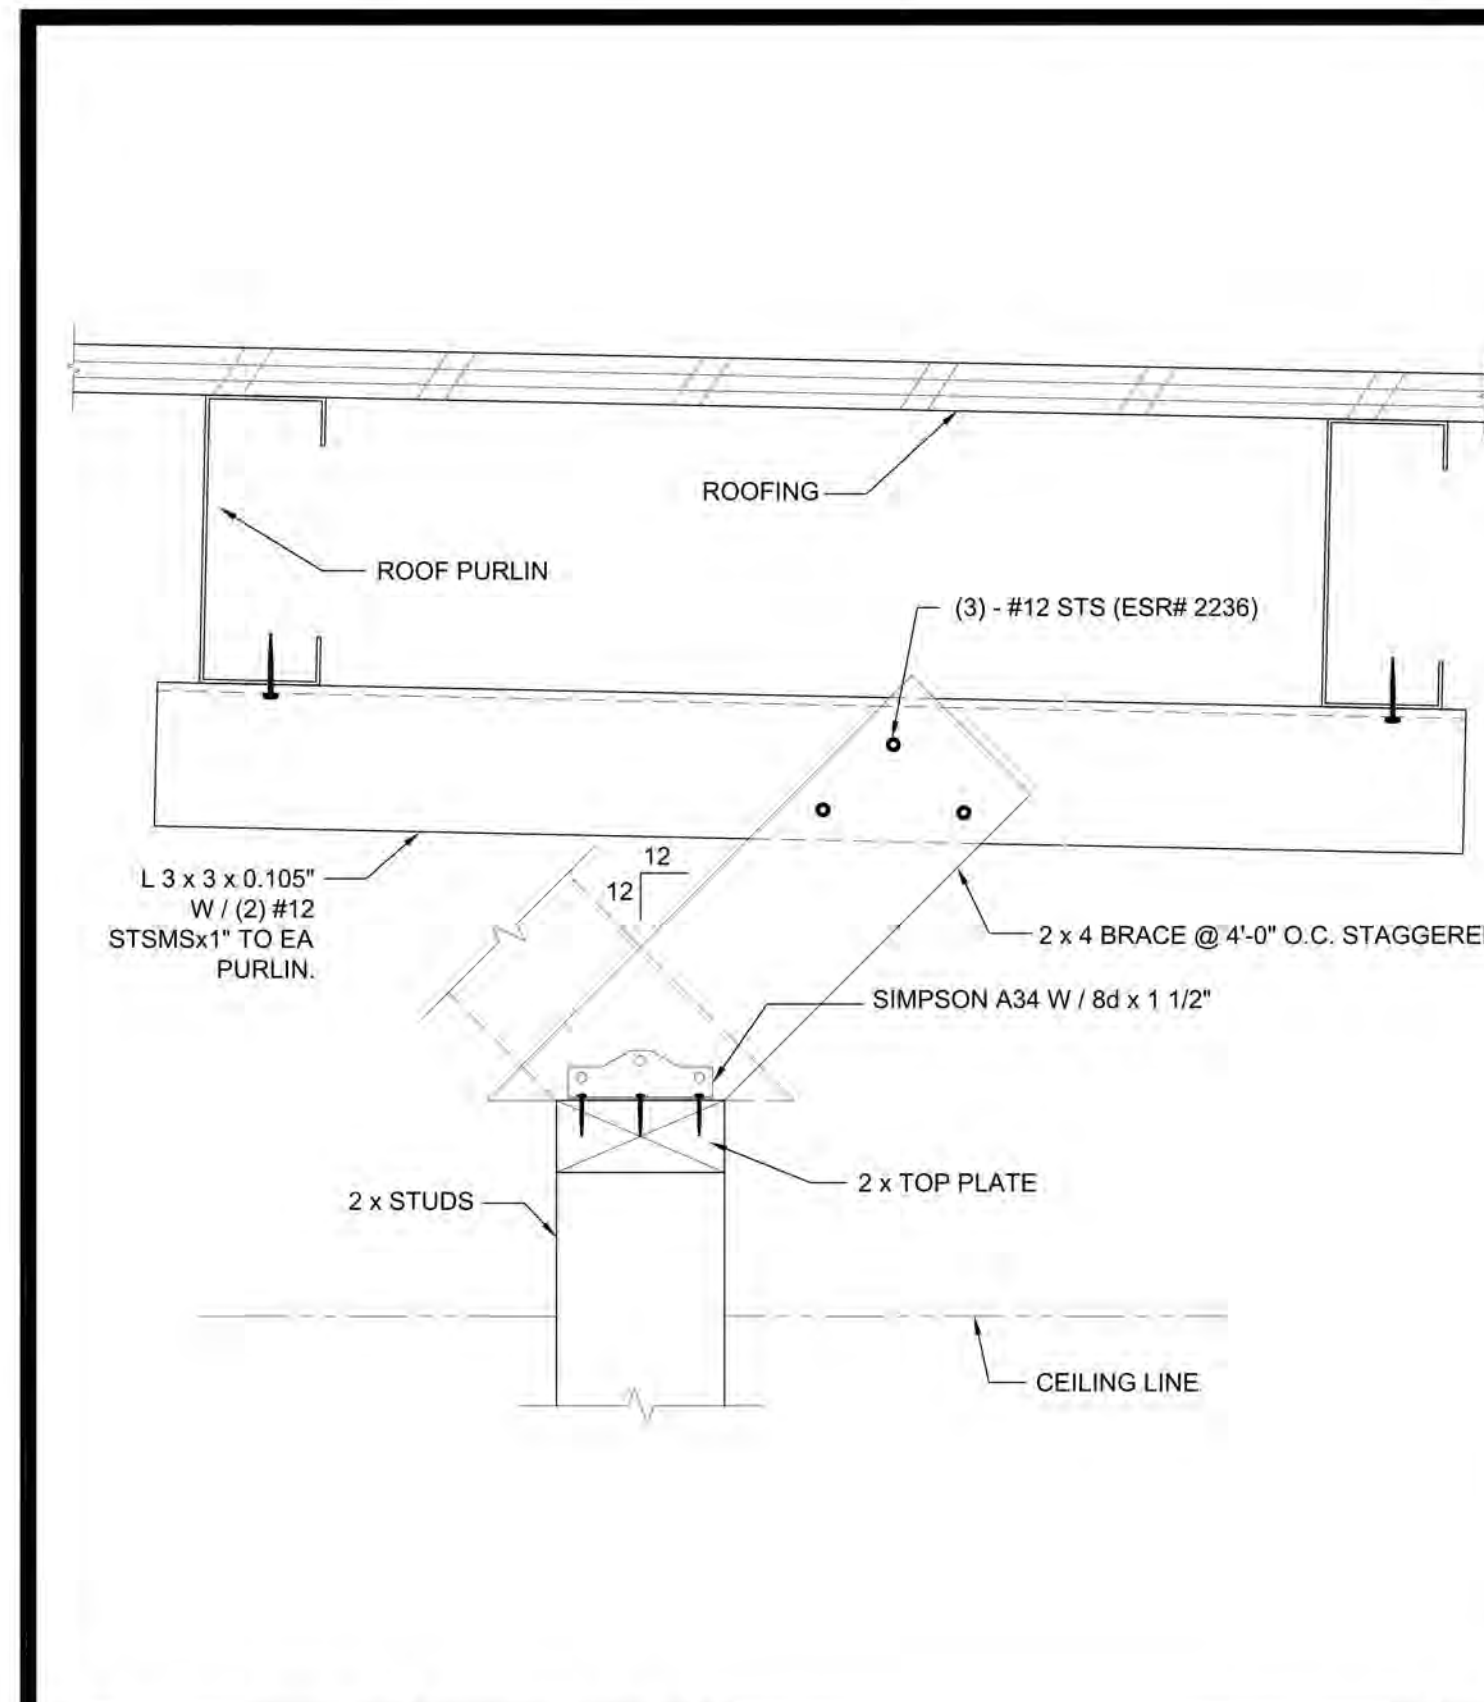 ROOFING
ROOF PURLIN
(3) - #12 STS (ESR# 2236)
L 3 x 3 x 0.105"
W / (2) #12
STSMSx1" TO EA
PURLIN.
12
12
2 x 4 BRACE @ 4'-0" O.C. STAGGERE
SIMPSON A34 W / 8d x 1 1/2"
2 x TOP PLATE
2 x STUDS
CEILING LINE